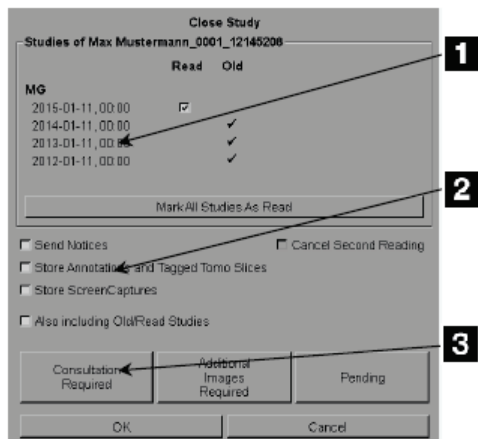 Close Study
Studies of Max Mustermann_0001_12145206
Read Old
MG
2015-01-11, 00:00
2014-01-11, 00:00
2013-01-11, 00:00
2012-01-11, 00:00
Mark All Studies As Read
Send Notices
Cancel Second Reading
Store Annotations and Tagged Tomo Slices
Store ScreenCaptures
Also including Old/Read Studies
Consultation Required
Additional Images Required
Pending
OK
Cancel
1
2
3